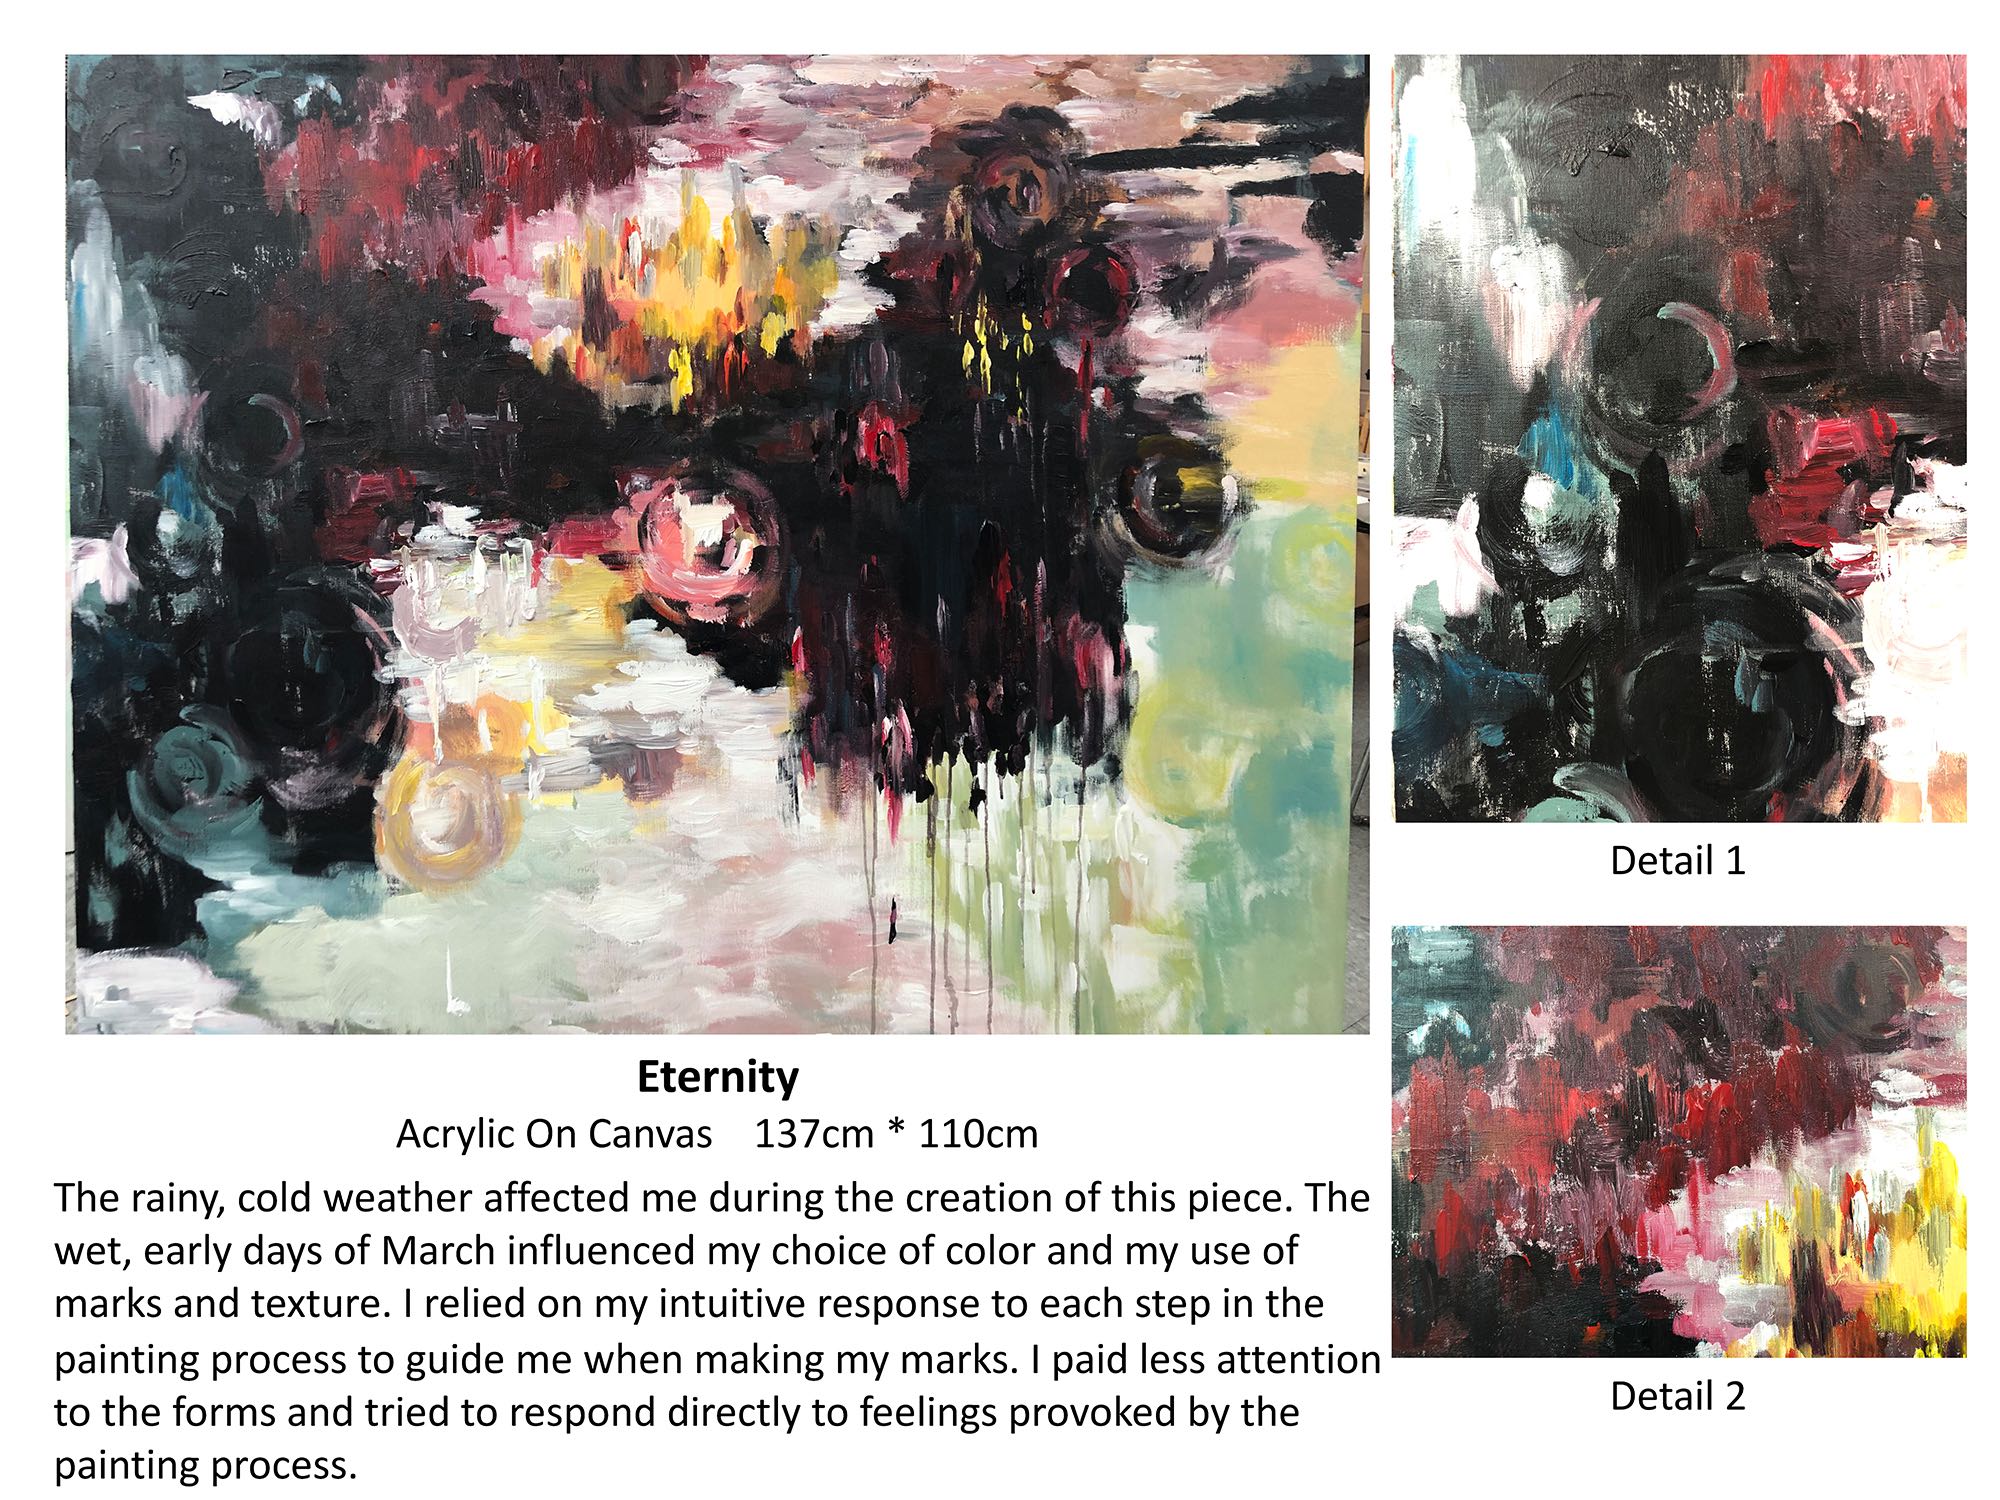 Detail 1
Eternity
Acrylic On Canvas    137cm * 110cm
The rainy, cold weather affected me during the creation of this piece. The
wet, early days of March influenced my choice of color and my use of
marks and texture. I relied on my intuitive response to each step in the
painting process to guide me when making my marks. I paid less attention
to the forms and tried to respond directly to feelings provoked by the
painting process.
Detail 2